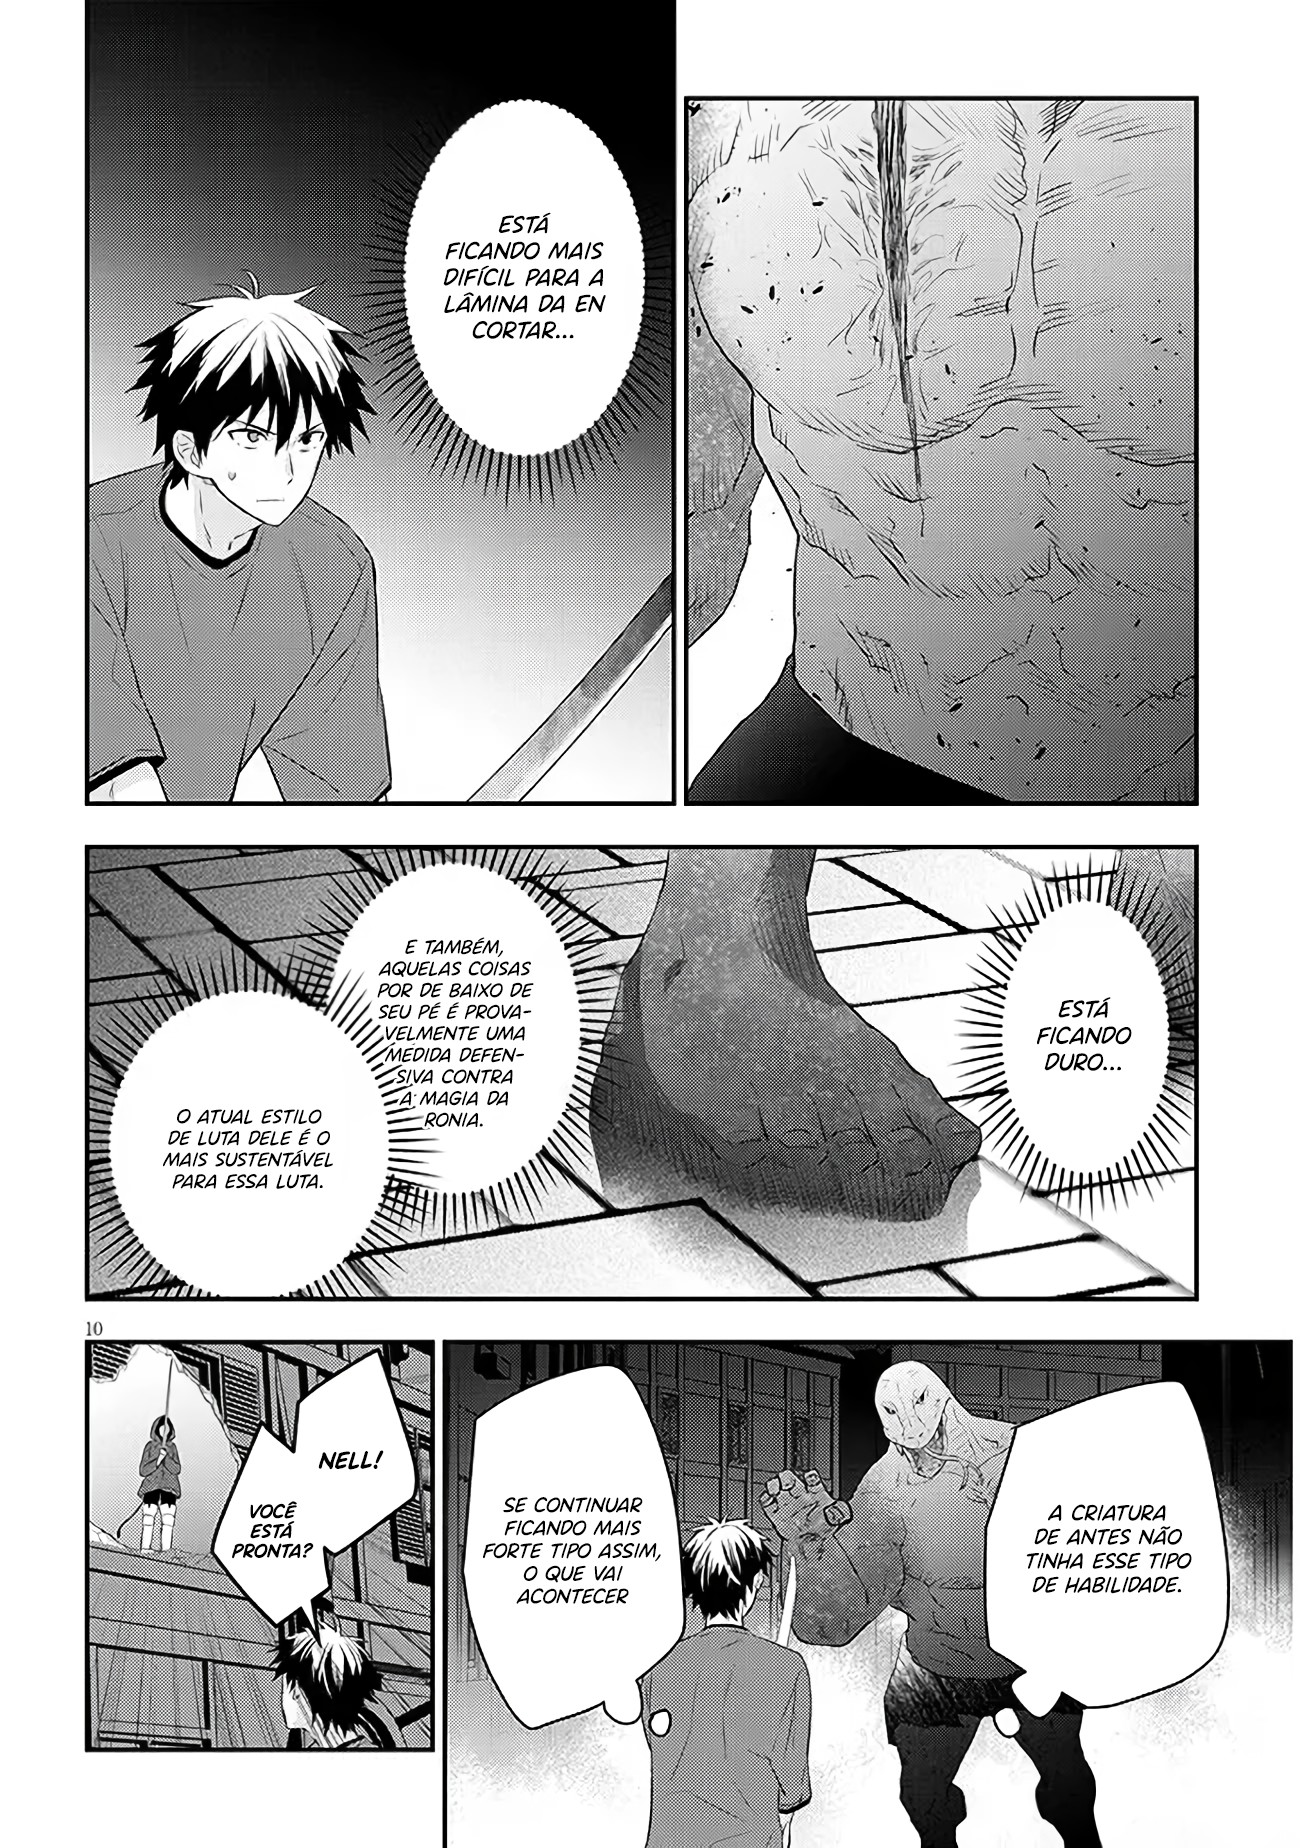 ESTÁ
FICANDO MAIS
DIFÍCIL PARA A
LÂMINA DA EN
CORTAR...
ESTÁ
FICANDO
DURO...
E TAMBÉM,
AQUELAS COISAS
POR DE BAIXO DE
SEU PÉ É PROVA-
VELMENTE UMA
MEDIDA DEFEN-
SIVA CONTRA
A MAGIA DA
RONIA.
O ATUAL ESTILO
DE LUTA DELE É O
MAIS SUSTENTÁVEL
PARA ESSA LUTA.
10
A CRIATURA
DE ANTES NÃO
TINHA ESSE TIPO
DE HABILIDADE.
SE CONTINUAR
FICANDO MAIS
FORTE TIPO ASSIM,
O QUE VAI
ACONTECER
NELL!
VOCÊ
ESTÁ
PRONTA?